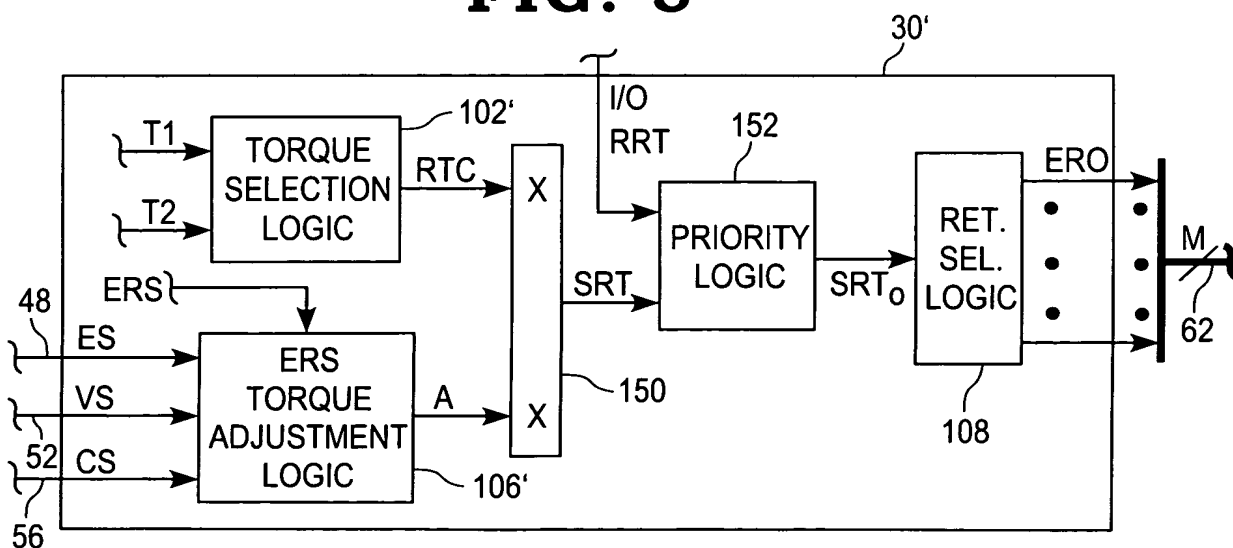 30'
I/O
RRT
102'
T1
T2
TORQUE
SELECTION
LOGIC
RTC
X
152
PRIORITY
LOGIC
ERO
RET.
SEL.
LOGIC
M
62
ERS
SRT
SRTo
48
ES
VS
52
CS
56
ERS
TORQUE
ADJUSTMENT
LOGIC
A
X
150
108
106'